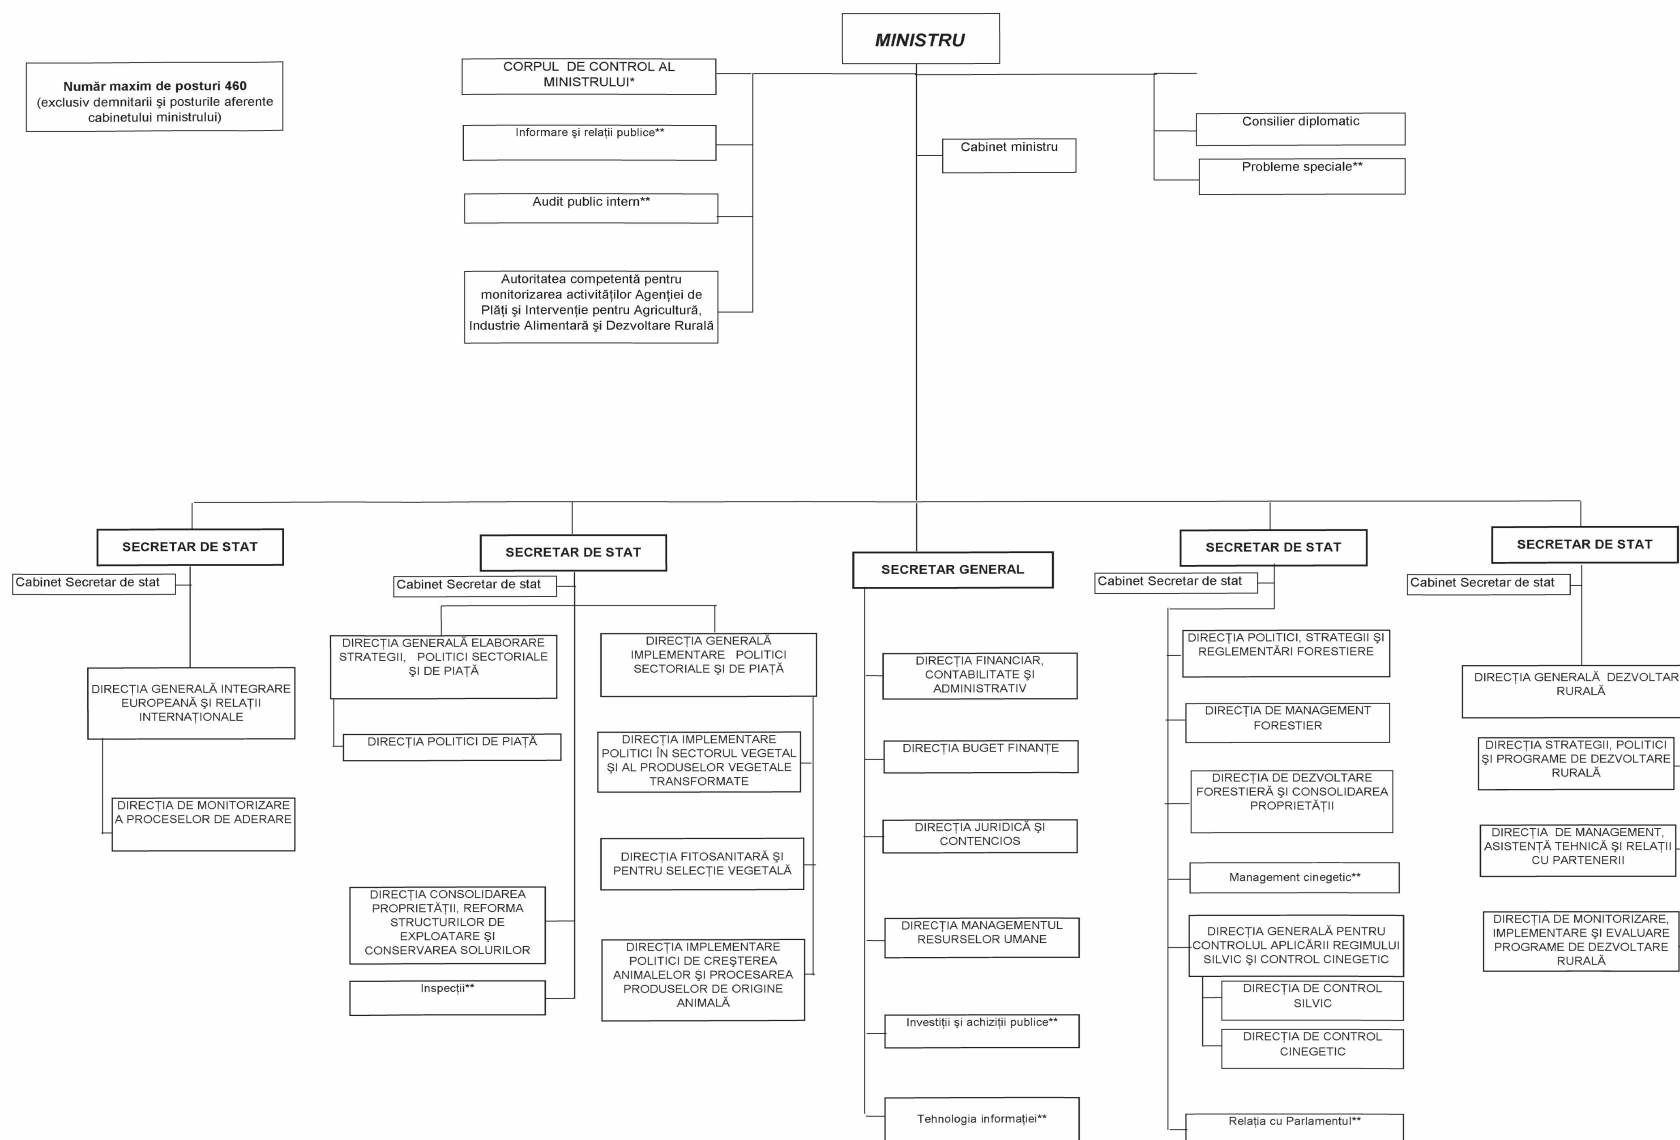 MINISTRU
Număr maxim de posturi 460
(exclusiv demnitarii şi posturile aferente
cabinetului ministrului)
CORPUL DE CONTROL AL
MINISTRULUI*
Informare şi relaţii publice**
Audit public intern**
Autoritatea competentă pentru
monitorizarea activităţilor Agenţiei de
Plăţi şi Intervenţie pentru Agricultură,
Industrie Alimentară şi Dezvoltare Rurală
Cabinet ministru
Consilier diplomatic
Probleme speciale**
SECRETAR DE STAT
Cabinet Secretar de stat
DIRECŢIA GENERALĂ INTEGRARE
EUROPEANĂ ŞI RELAŢII
INTERNAŢIONALE
DIRECŢIA DE MONITORIZARE
A PROCESELOR DE ADERARE
SECRETAR DE STAT
Cabinet Secretar de stat
DIRECŢIA GENERALĂ ELABORARE
STRATEGII, POLITICI SECTORIALE
ŞI DE PIAŢĂ
DIRECŢIA POLITICI DE PIAŢĂ
DIRECŢIA CONSOLIDAREA
PROPRIETĂŢII, REFORMA
STRUCTURILOR DE
EXPLOATARE ŞI
CONSERVAREA SOLURILOR
Inspecţii**
DIRECŢIA GENERALĂ
IMPLEMENTARE POLITICI
SECTORIALE ŞI DE PIAŢĂ
DIRECŢIA IMPLEMENTARE
POLITICI ÎN SECTORUL VEGETAL
ŞI AL PRODUSELOR VEGETALE
TRANSFORMATE
DIRECŢIA FITOSANITARĂ ŞI
PENTRU SELECŢIE VEGETALĂ
DIRECŢIA IMPLEMENTARE
POLITICI DE CREŞTEREA
ANIMALELOR ŞI PROCESAREA
PRODUSELOR DE ORIGINE
ANIMALĂ
SECRETAR GENERAL
DIRECŢIA FINANCIAR,
CONTABILITATE ŞI
ADMINISTRATIV
DIRECŢIA BUGET FINANŢE
DIRECŢIA JURIDICĂ ŞI
CONTENCIOS
DIRECŢIA MANAGEMENTUL
RESURSELOR UMANE
Investiţii şi achiziţii publice**
Tehnologia informaţiei**
SECRETAR DE STAT
Cabinet Secretar de stat
DIRECŢIA POLITICI, STRATEGII ŞI
REGLEMENTĂRI FORESTIERE
DIRECŢIA DE MANAGEMENT
FORESTIER
DIRECŢIA DE DEZVOLTARE
FORESTIERĂ ŞI CONSOLIDAREA
PROPRIETĂŢII
Management cinegetic**
DIRECŢIA GENERALĂ PENTRU
CONTROLUL APLICĂRII REGIMULUI
SILVIC ŞI CONTROL CINEGETIC
DIRECŢIA DE CONTROL
SILVIC
DIRECŢIA DE CONTROL
CINEGETIC
Relaţia cu Parlamentul**
SECRETAR DE STAT
Cabinet Secretar de stat
DIRECŢIA GENERALĂ DEZVOLTAR
RURALĂ
DIRECŢIA STRATEGII, POLITICI
ŞI PROGRAME DE DEZVOLTARE
RURALĂ
DIRECŢIA DE MANAGEMENT,
ASISTENŢĂ TEHNICĂ ŞI RELAŢII
CU PARTENERII
DIRECŢIA DE MONITORIZARE,
IMPLEMENTARE ŞI EVALUARE
PROGRAME DE DEZVOLTARE
RURALĂ